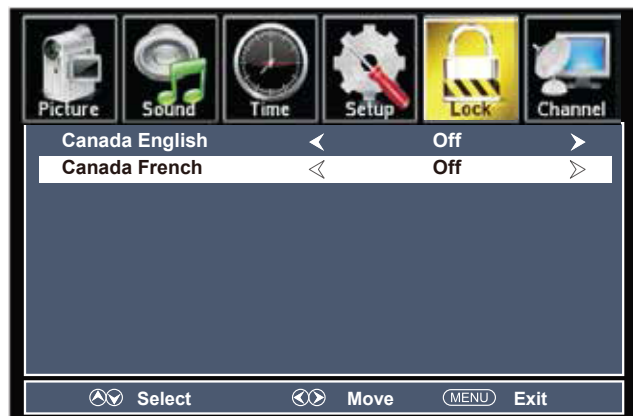 Picture Sound Time Setup Lock Channel
Canada English Off
Canada French Off
Select Move MENU Exit